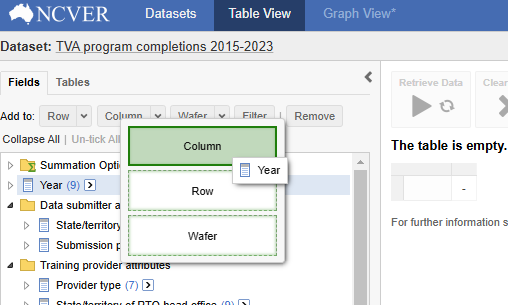 NCVER
Datasets
Table View
Graph View*
Dataset: TVA program completions 2015-2023
Fields
Tables
Retrieve Data
Add to:
Row
Column
Wafer
Filter
Remove
Collapse All
Un-tick All
Column
Year
Row
Wafer
Summation Optio
Year (9)
Data submitter a
State/territory
Submission
Training provider attributes
Provider type (7)
State/territory of RTO head office (9)
The table is empty.
-
For further information s